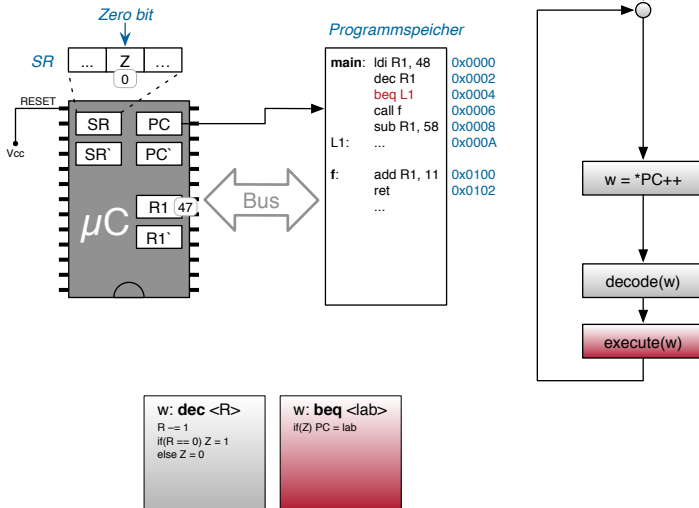 Zero bit
SR
... Z ...
0
RESET
Vcc
SR PC
SR` PC`
R1 47
R1`
µC
Bus
Programmspeicher
main: ldi R1, 48 0x0000
dec R1 0x0002
beq L1 0x0004
call f 0x0006
sub R1, 58 0x0008
L1: ... 0x000A
f: add R1, 11 0x0100
ret 0x0102
...
w = *PC++
decode(w)
execute(w)
w: dec <R>
R −= 1
if(R == 0) Z = 1
else Z = 0
w: beq <lab>
if(Z) PC = lab